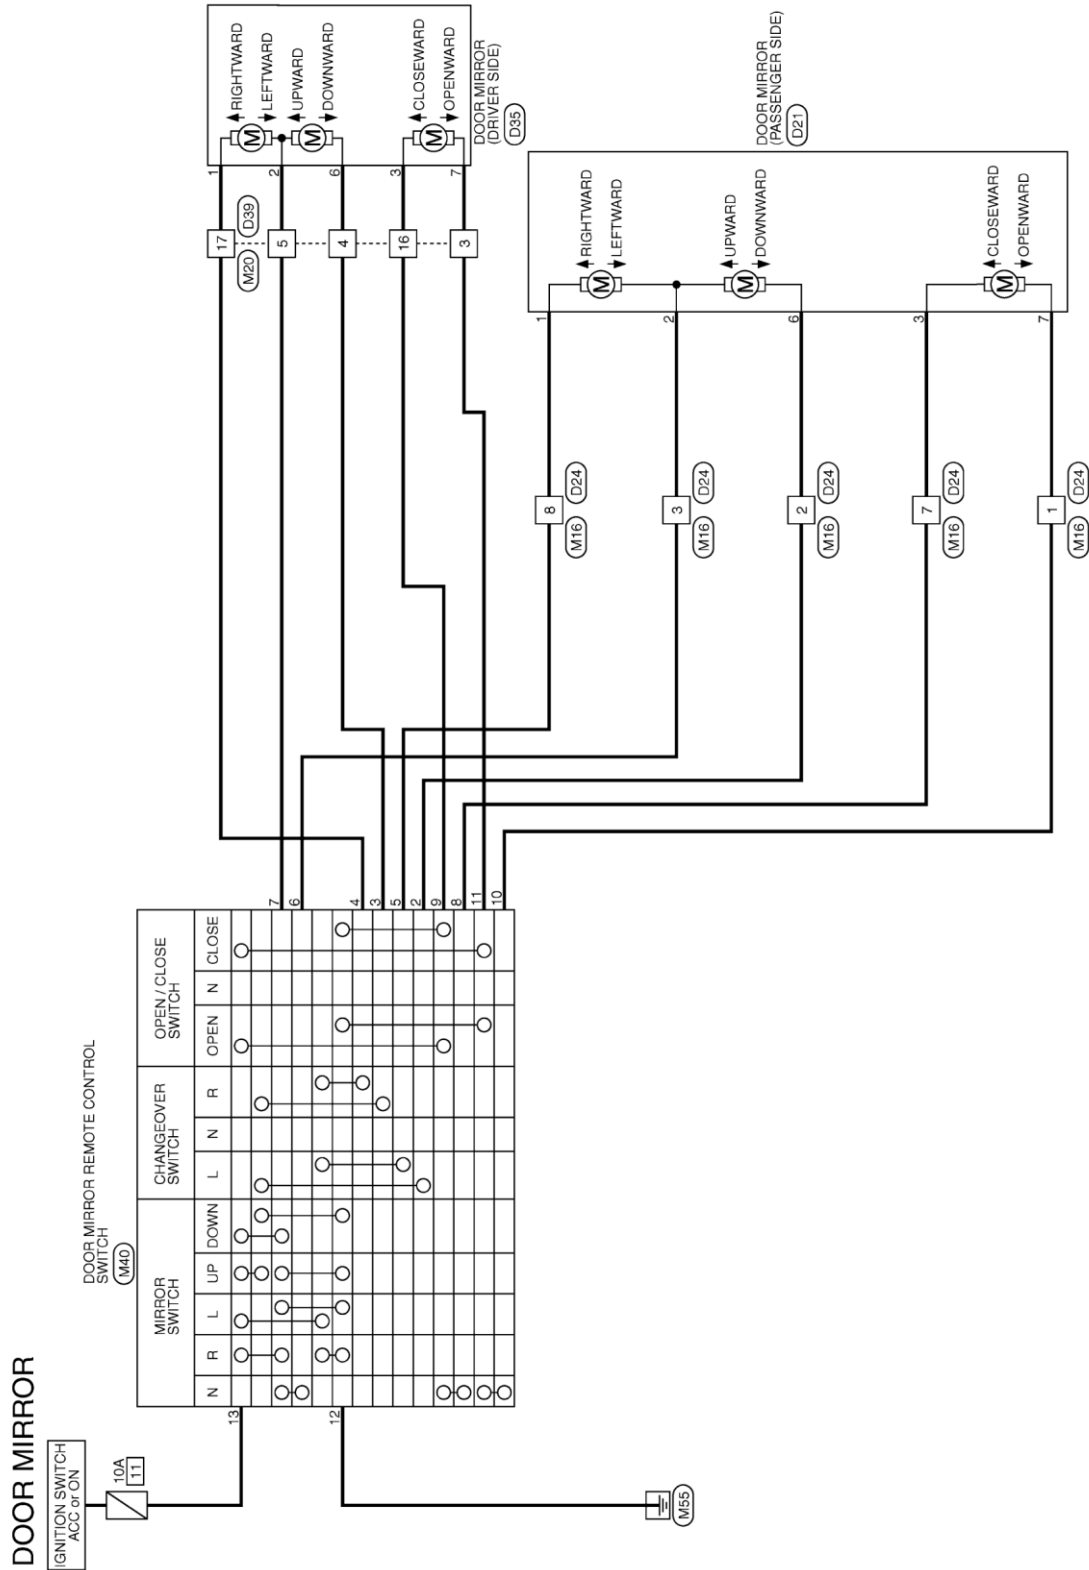 DOOR MIRROR
IGNITION SWITCH
ACC or ON
10A
11
13
12
M55
DOOR MIRROR REMOTE CONTROL
SWITCH
M40
MIRROR
SWITCH
CHANGEOVER
SWITCH
OPEN / CLOSE
SWITCH
N
R
L
UP
DOWN
L
N
R
OPEN
N
CLOSE
7
6
4
3
5
2
9
8
11
10
M20
D39
17
5
4
16
3
1
2
6
3
7
M
RIGHTWARD
LEFTWARD
M
UPWARD
DOWNWARD
M
CLOSEWARD
OPENWARD
DOOR MIRROR
(DRIVER SIDE)
D35
M16
8
D24
M16
3
D24
M16
2
D24
M16
7
D24
M16
1
D24
1
2
6
3
7
M
RIGHTWARD
LEFTWARD
M
UPWARD
DOWNWARD
M
CLOSEWARD
OPENWARD
DOOR MIRROR
(PASSENGER SIDE)
D21